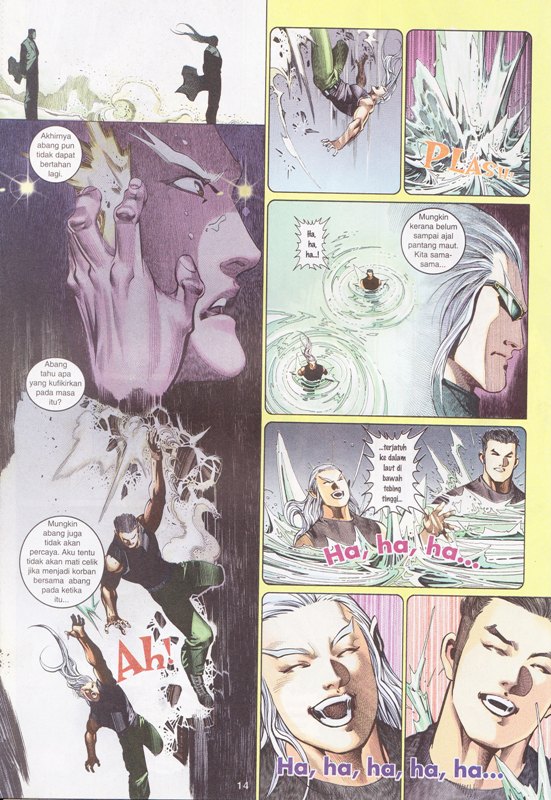 Akhirnya
abang pun
tidak dapat
bertahan
lagi.
Abang
tahu apa
yang kufikirkan
pada masa
itu?
Mungkin
abang juga
tidak akan
percaya. Aku tentu
tidak akan mati celik
jika menjadi korban
bersama abang
pada ketika
itu...
Ah!
PLASH
Ha,
ha,
ha...!
Mungkin
kerana belum
sampai ajal
pantang maut.
Kita sama-
sama...
...terjatuh
ke dalam
laut di
bawah
tebing
tinggi...
Ha, ha, ha...
Ha, ha, ha, ha, ha...
14